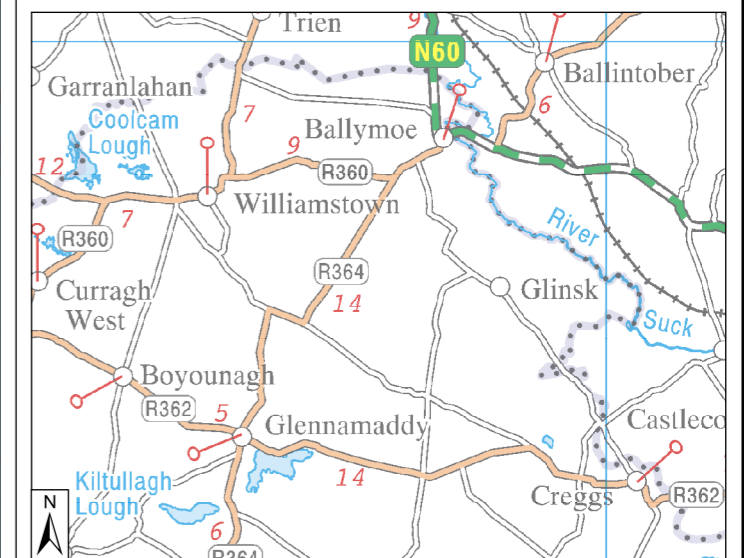 Trien
9
N60
Ballintober
Garranlahan
7
6
Coolcam
Lough
Ballymoe
9
12
R360
Williamstown
7
River
R360
R364
Curragh
West
14
Glinsk
Suck
Boyounagh
R362
5
Glennamaddy
Castleco
14
Kiltullagh
Lough
Creggs
R362
N
6
R364